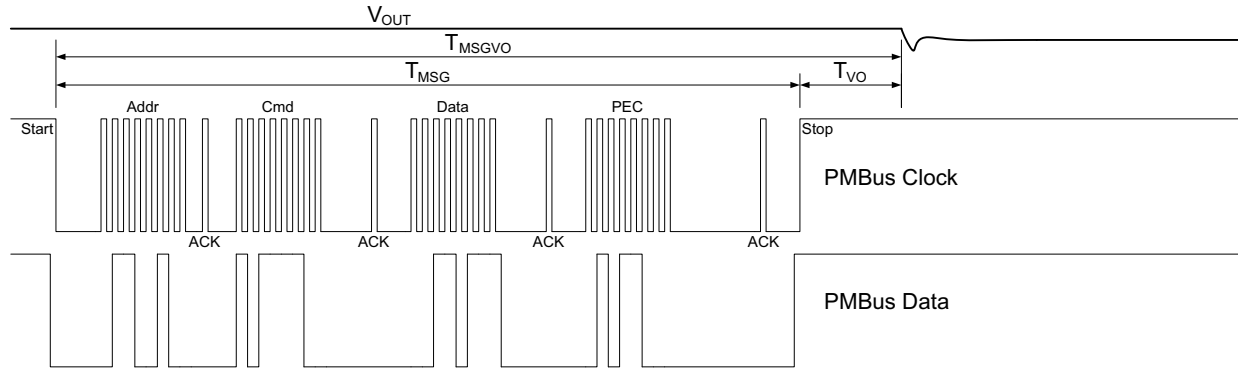 VOUT
TMSGVO
TMSG TVO
Addr Cmd Data PEC
Start Stop
PMBus Clock
ACK ACK ACK ACK
PMBus Data